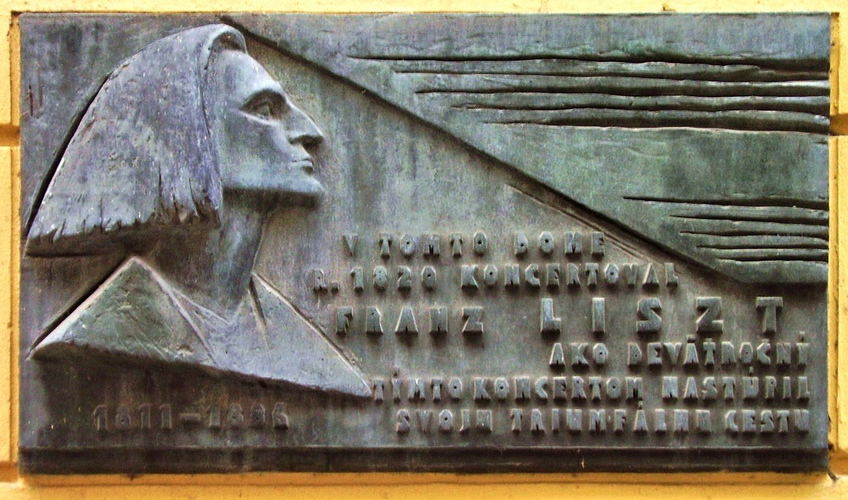 V TOMTO DOME
R. 1820 KONCERTOVAL
FRANZ LISZT
AKO DEVÄŤROČNÝ
TÝMTO KONCERTOM NASTÚPIL
SVOJU TRIUMFÁLNU CESTU
1811–1886